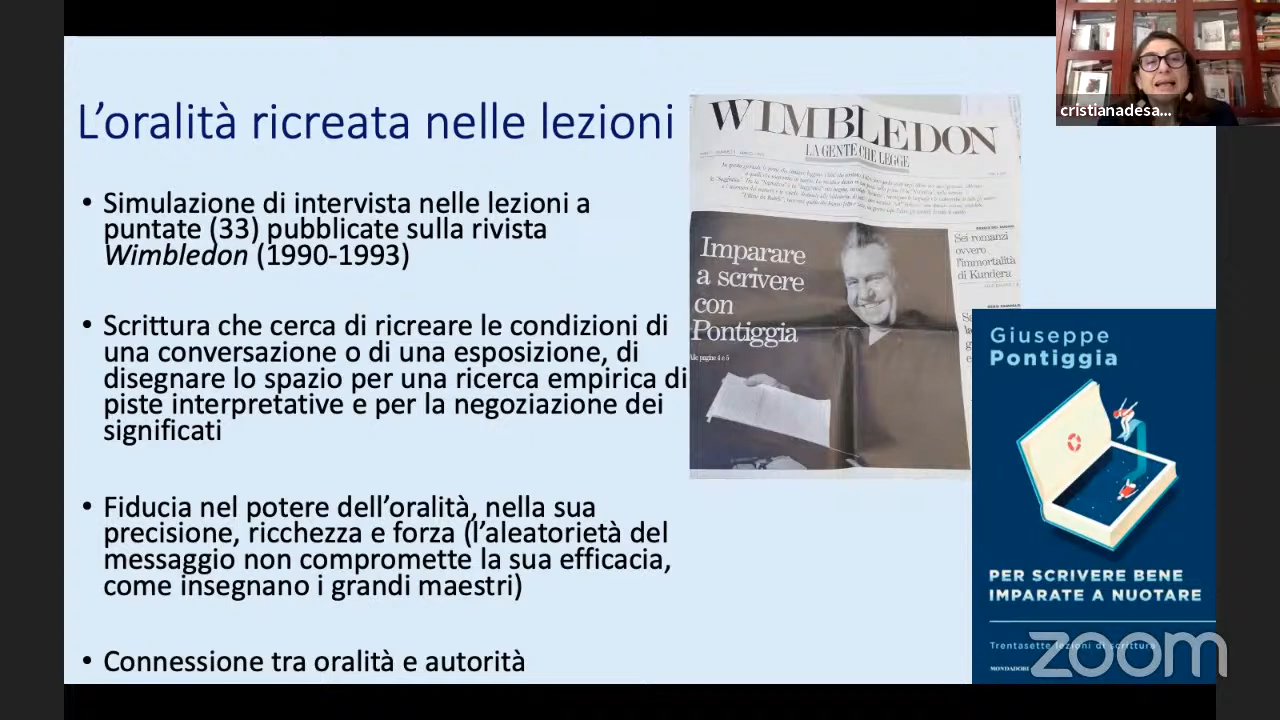 cristianadesa...
L'oralità ricreata nelle lezioni
• Simulazione di intervista nelle lezioni a
puntate (33) pubblicate sulla rivista
Wimbledon (1990-1993)
• Scrittura che cerca di ricreare le condizioni di
una conversazione o di una esposizione, di
disegnare lo spazio per una ricerca empirica di
piste interpretative e per la negoziazione dei
significati
• Fiducia nel potere dell'oralità, nella sua
precisione, ricchezza e forza (l'aleatorietà del
messaggio non compromette la sua efficacia,
come insegnano i grandi maestri)
• Connessione tra oralità e autorità
WIMBLEDON
LA GENTE CHE LEGGE
Imparare
a scrivere
con
Pontiggia
Alle pagine 4 e 5
Sei romanzi
ovvero
l'immortalità
di Kundera
Giuseppe
Pontiggia
PER SCRIVERE BENE
IMPARATE A NUOTARE
Trentasette lezioni di scrittura
MONDADORI
zoom